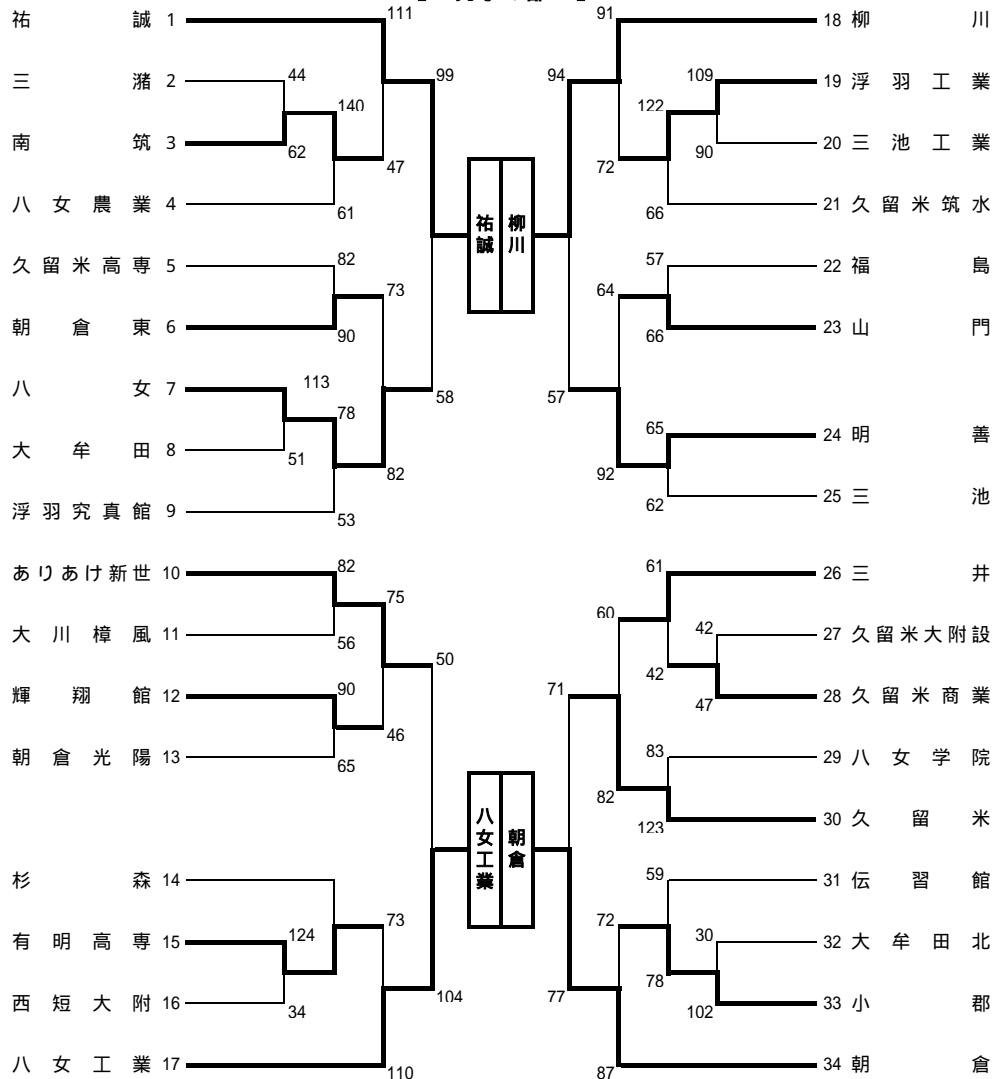 祐誠 1
三潴 2
南筑 3
八女農業 4
久留米高専 5
朝倉東 6
八女 7
大牟田 8
浮羽究真館 9
ありあけ新世 10
大川樟風 11
輝翔館 12
朝倉光陽 13
杉森 14
有明高専 15
西短大附 16
八女工業 17
111
99
44
140
62
47
61
82
73
90
58
113
78
51
82
53
82
75
56
50
90
46
65
73
124
104
34
110
祐誠
柳川
八女工業
朝倉
91
94
109
122
90
72
66
57
64
66
57
65
92
62
61
60
42
42
47
71
83
82
123
59
72
30
78
77
102
87
18 柳川
19 浮羽工業
20 三池工業
21 久留米筑水
22 福島
23 山門
24 明善
25 三池
26 三井
27 久留米大附設
28 久留米商業
29 八女学院
30 久留米
31 伝習館
32 大牟田北
33 小郡
34 朝倉